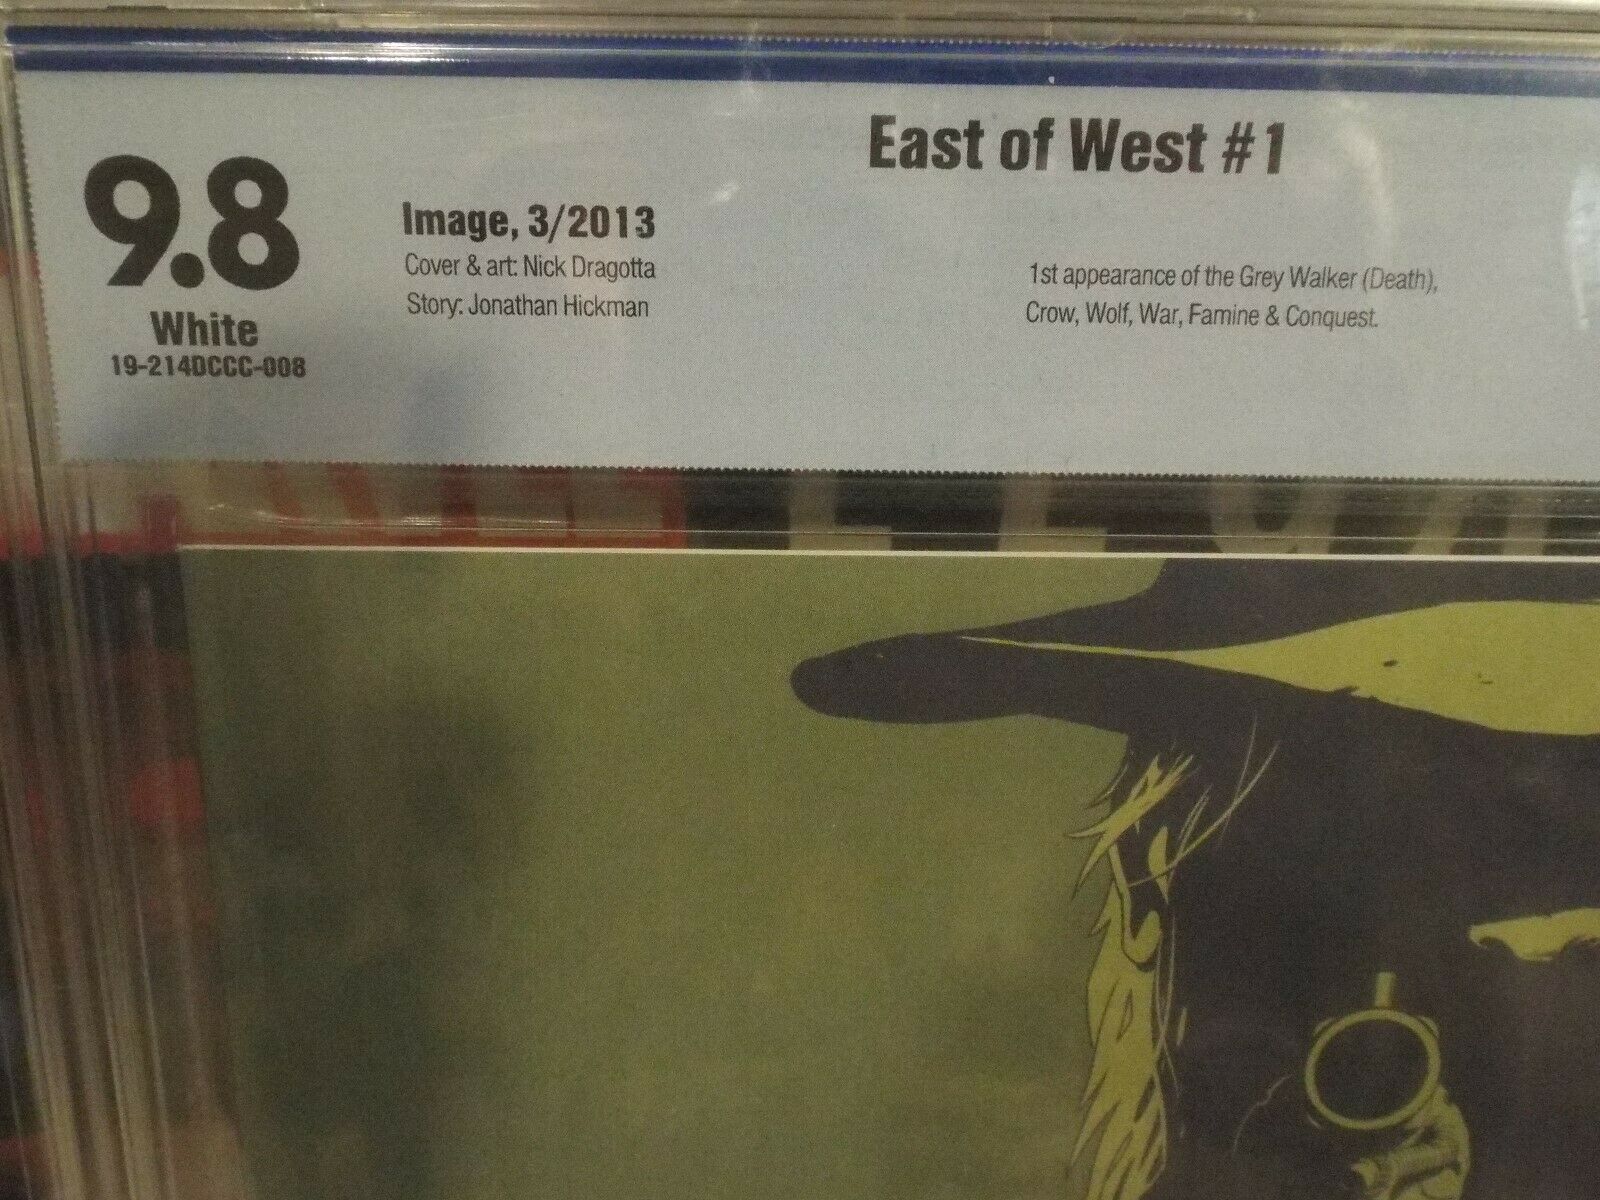 East of West #1
9.8
White
19-214DCCC-008
Image, 3/2013
Cover & art: Nick Dragotta
Story: Jonathan Hickman
1st appearance of the Grey Walker (Death),
Crow, Wolf, War, Famine & Conquest.